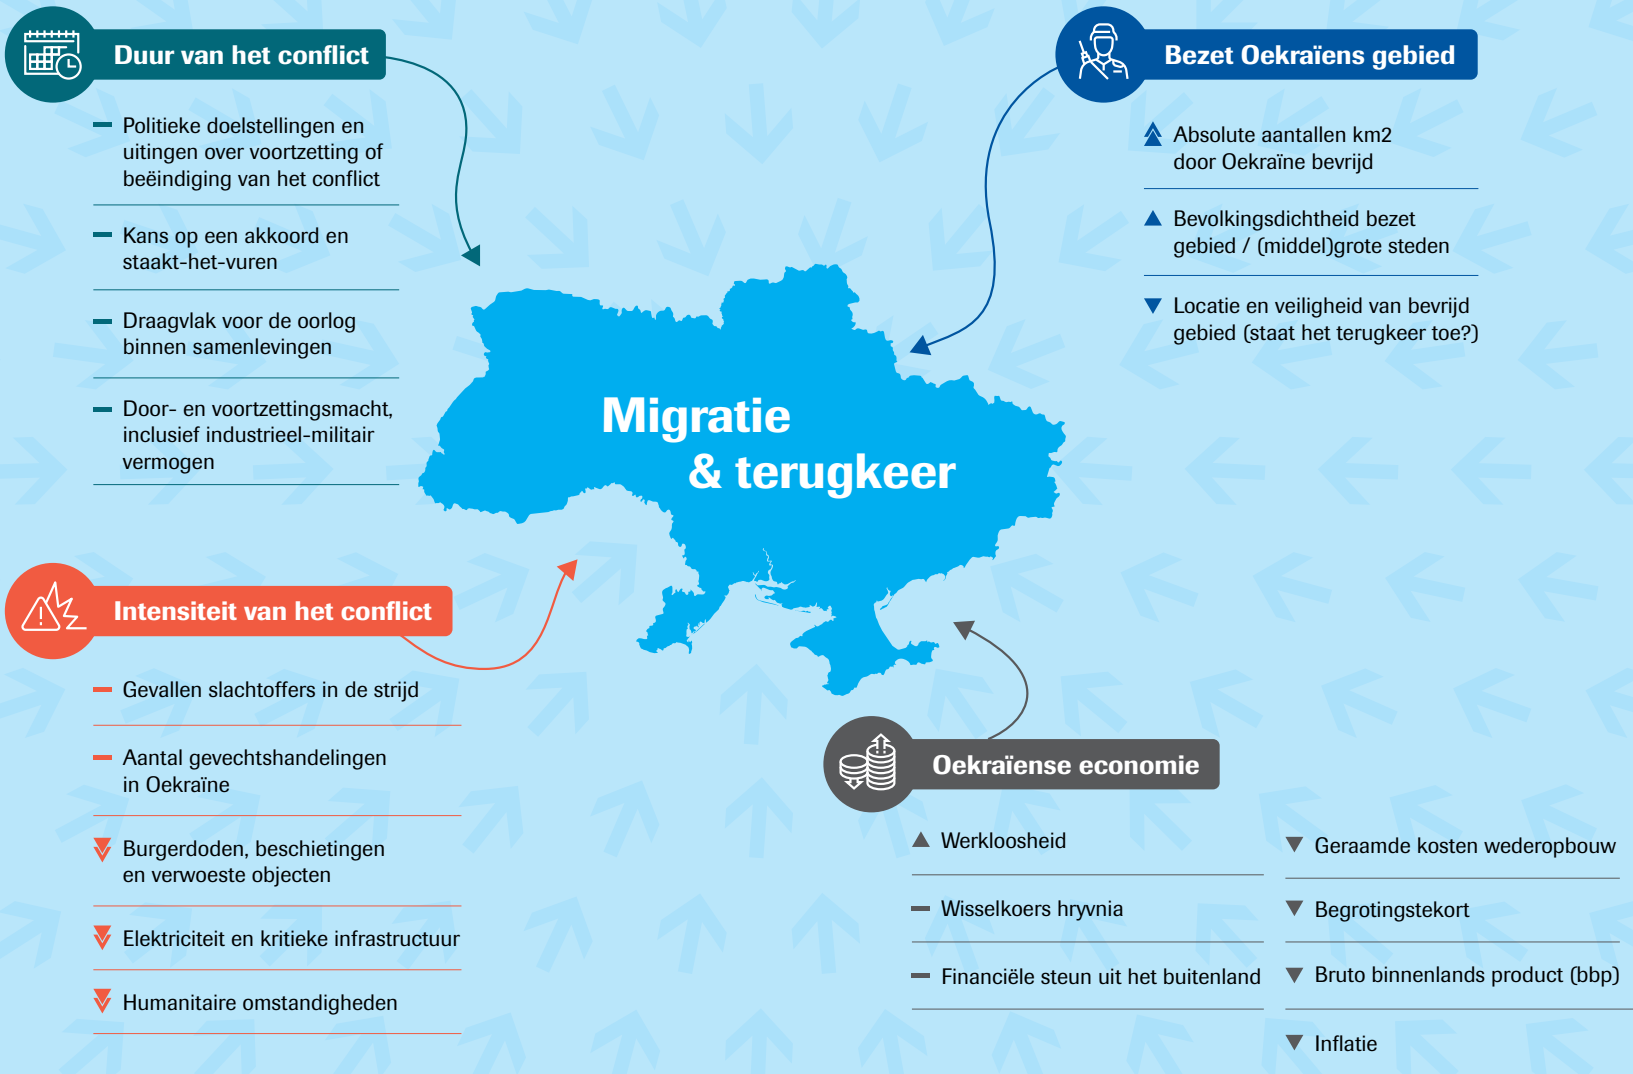 Duur van het conflict
Politieke doelstellingen en
uitingen over voortzetting of
beëindiging van het conflict
Kans op een akkoord en
staakt-het-vuren
Draagvlak voor de oorlog
binnen samenlevingen
Door- en voortzettingsmacht,
inclusief industrieel-militair
vermogen
Bezet Oekraïens gebied
Absolute aantallen km2
door Oekraïne bevrijd
Bevolkingsdichtheid bezet
gebied / (middel)grote steden
Locatie en veiligheid van bevrijd
gebied (staat het terugkeer toe?)
Migratie
& terugkeer
Intensiteit van het conflict
Gevallen slachtoffers in de strijd
Aantal gevechtshandelingen
in Oekraïne
Burgerdoden, beschietingen
en verwoeste objecten
Elektriciteit en kritieke infrastructuur
Humanitaire omstandigheden
Oekraïense economie
Werkloosheid
Wisselkoers hryvnia
Financiële steun uit het buitenland
Geraamde kosten wederopbouw
Begrotingstekort
Bruto binnenlands product (bbp)
Inflatie